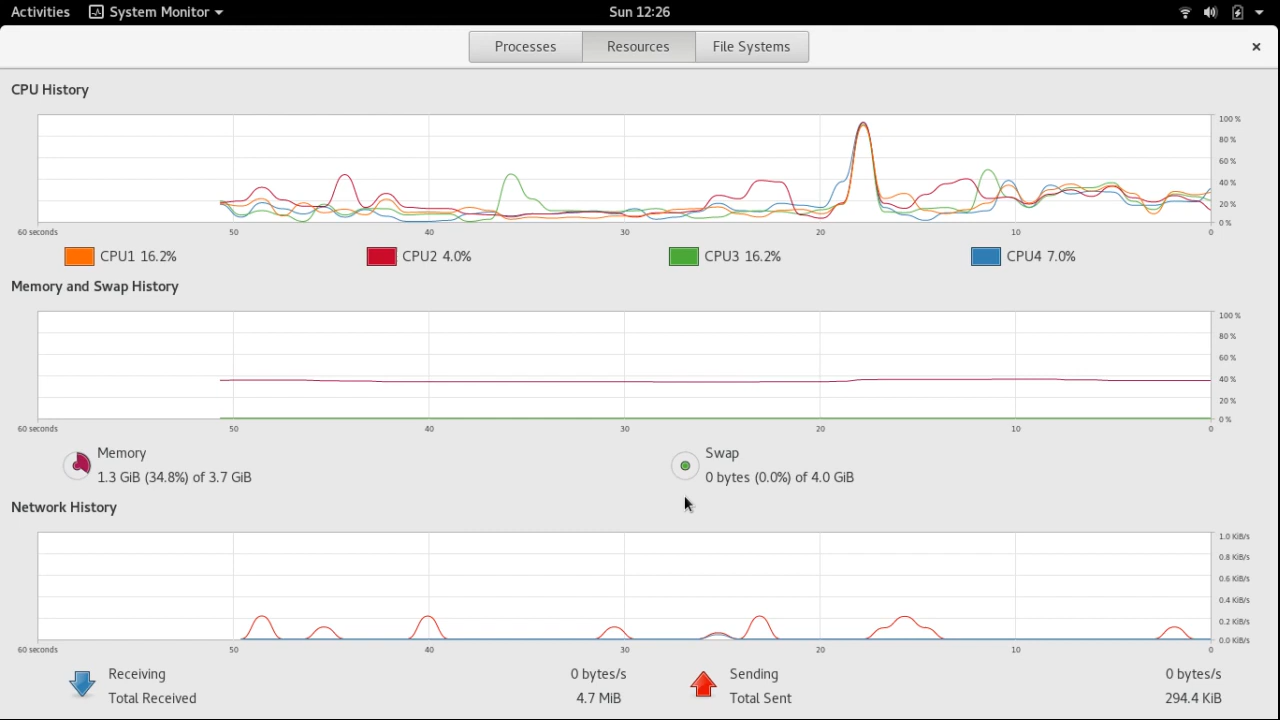 Activities System Monitor Sun 12:26
Processes Resources File Systems
CPU History
100 %
80 %
60 %
40 %
20 %
0 %
60 seconds 50 40 30 20 10 0
CPU1 16.2% CPU2 4.0% CPU3 16.2% CPU4 7.0%
Memory and Swap History
100 %
80 %
60 %
40 %
20 %
0 %
60 seconds 50 40 30 20 10 0
Memory
1.3 GiB (34.8%) of 3.7 GiB
Swap
0 bytes (0.0%) of 4.0 GiB
Network History
1.0 KiB/s
0.8 KiB/s
0.6 KiB/s
0.4 KiB/s
0.2 KiB/s
0.0 KiB/s
60 seconds 50 40 30 20 10 0
Receiving 0 bytes/s
Total Received 4.7 MiB
Sending 0 bytes/s
Total Sent 294.4 KiB